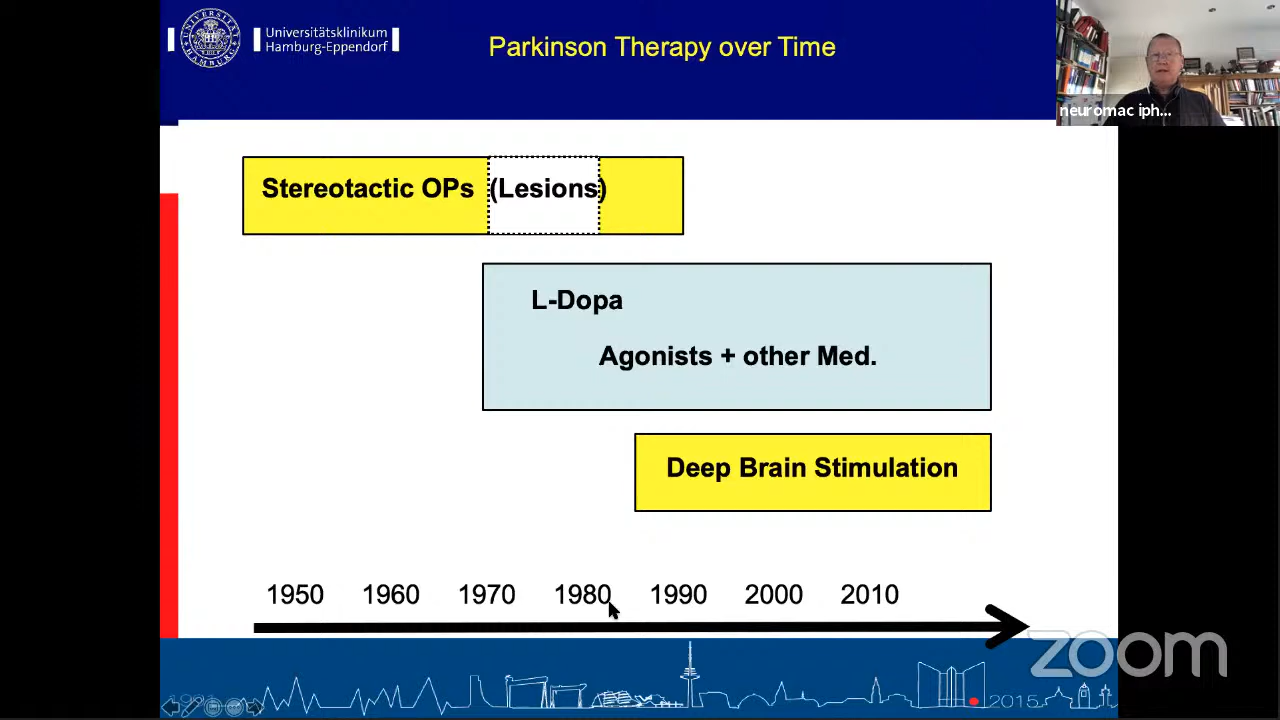 Universitätsklinikum
Hamburg-Eppendorf
Parkinson Therapy over Time
neuromac iph...
Stereotactic OPs (Lesions)
L-Dopa
Agonists + other Med.
Deep Brain Stimulation
1950 1960 1970 1980 1990 2000 2010
zoom
1991
2015